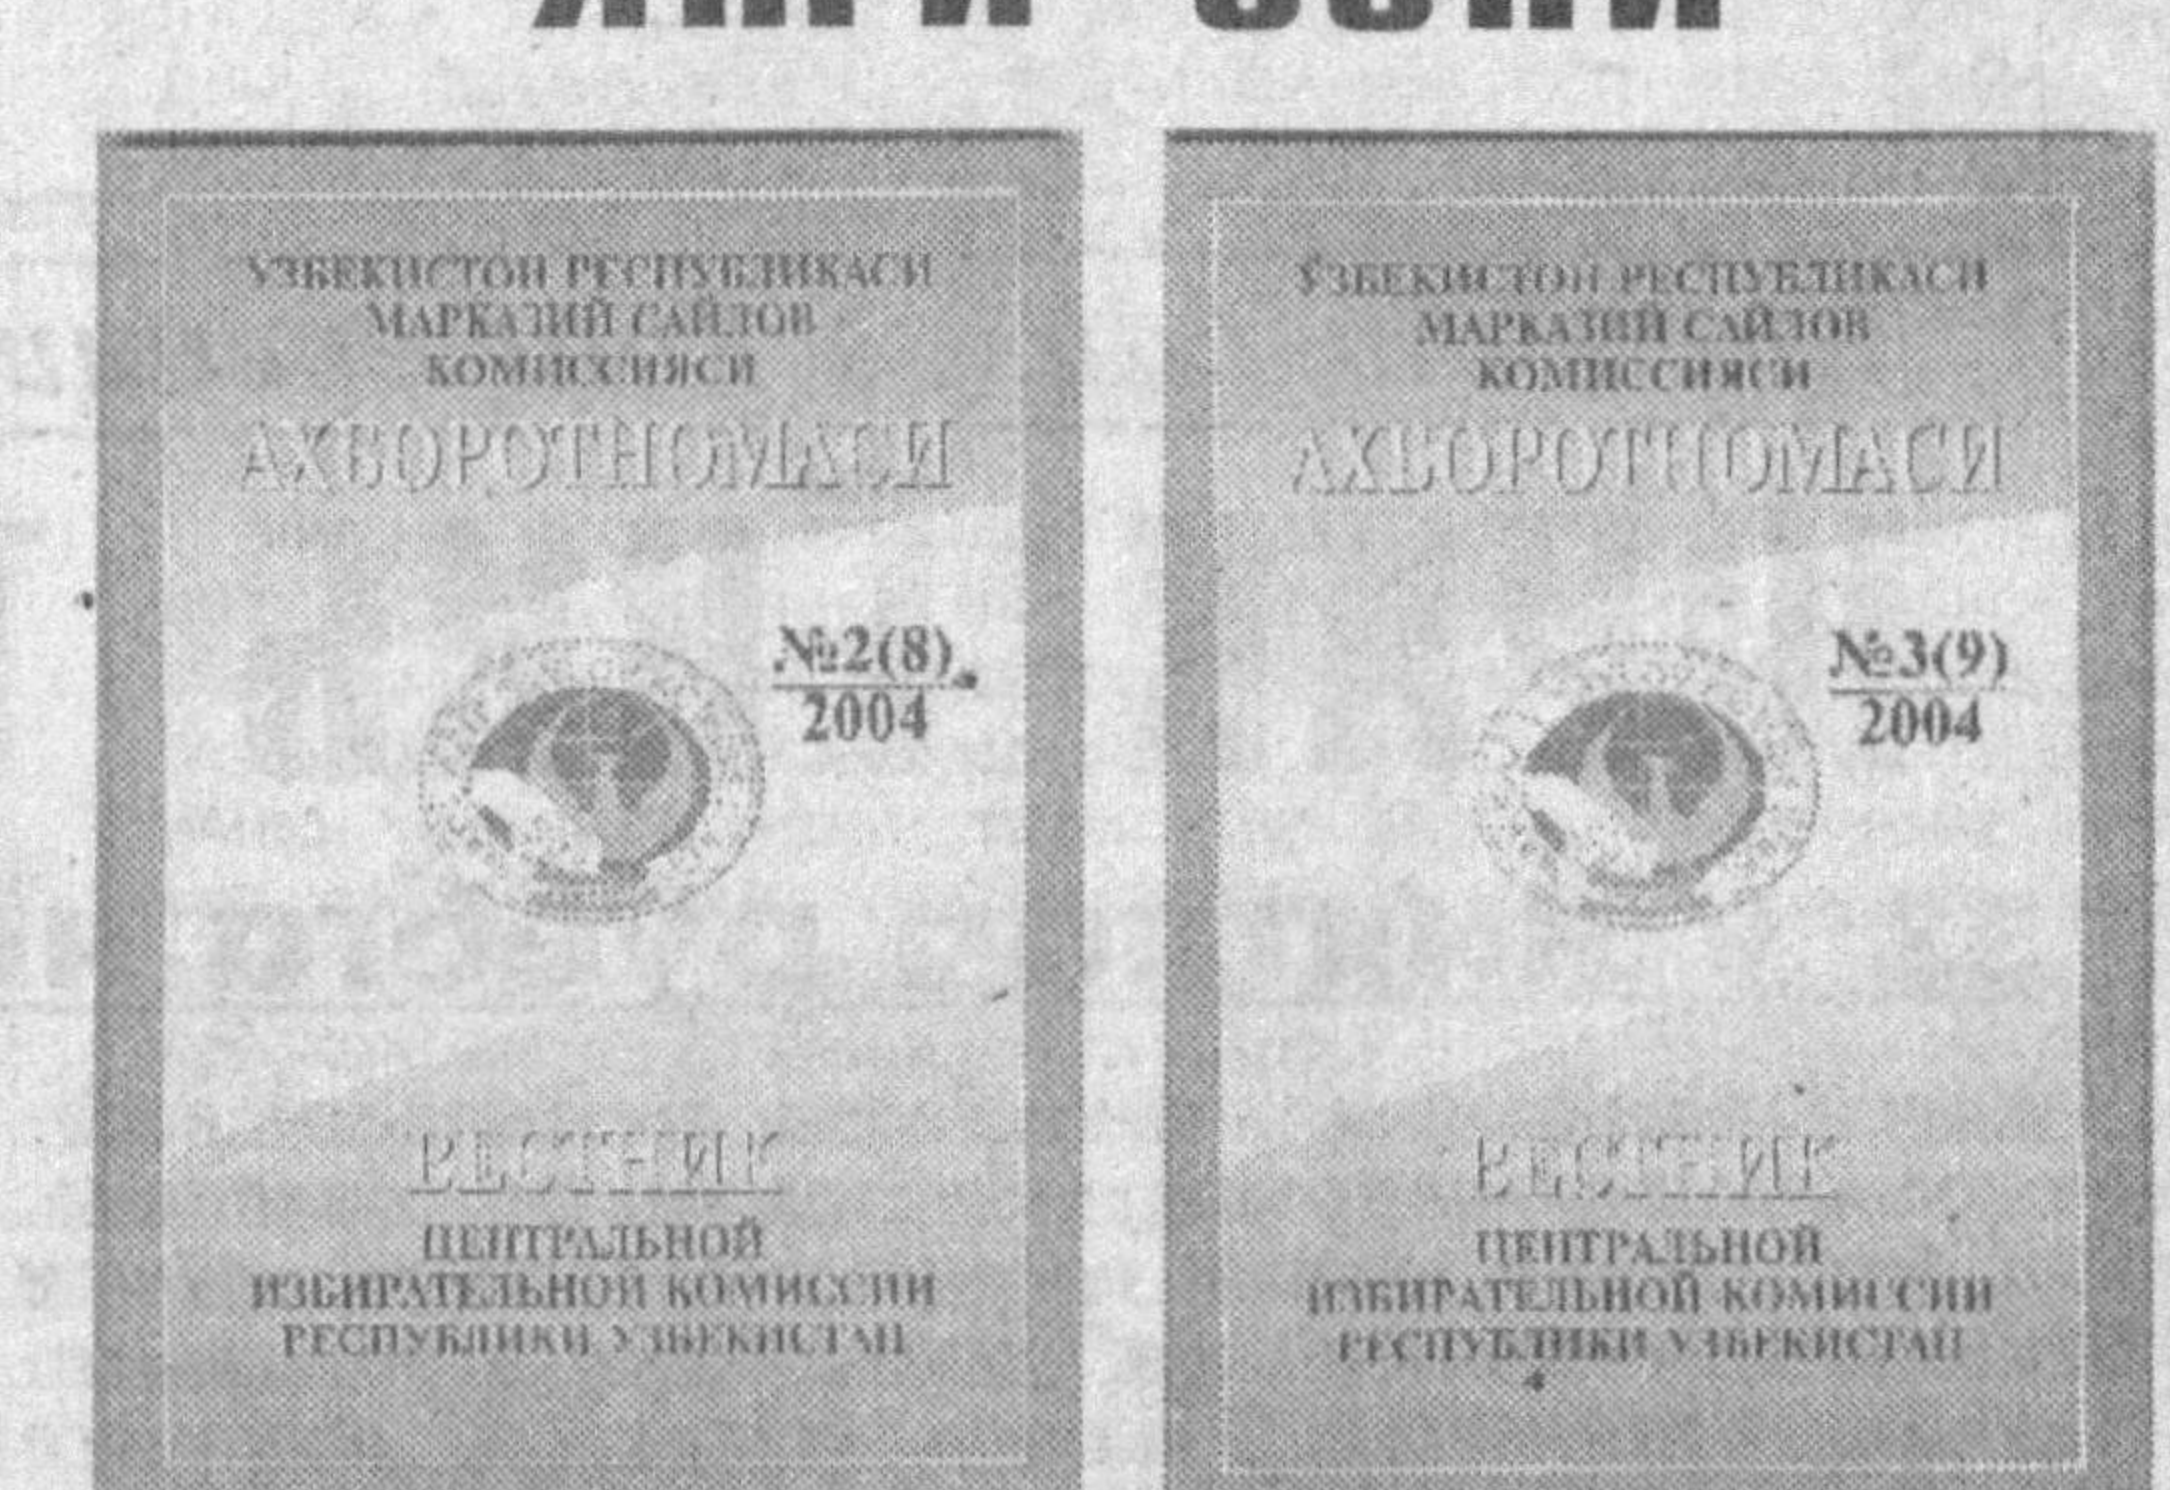 ЎЗБЕКИСТОН РЕСПУБЛИКАСИ
МАРКАЗИЙ САЙЛОВ
КОМИССИЯСИ
АХБОРОТНОМАСИ
№2(8)
2004
ВЕСТНИК
ЦЕНТРАЛЬНОЙ
ИЗБИРАТЕЛЬНОЙ КОМИССИИ
РЕСПУБЛИКИ УЗБЕКИСТАН
ЎЗБЕКИСТОН РЕСПУБЛИКАСИ
МАРКАЗИЙ САЙЛОВ
КОМИССИЯСИ
АХБОРОТНОМАСИ
№3(9)
2004
ВЕСТНИК
ЦЕНТРАЛЬНОЙ
ИЗБИРАТЕЛЬНОЙ КОМИССИИ
РЕСПУБЛИКИ УЗБЕКИСТАН